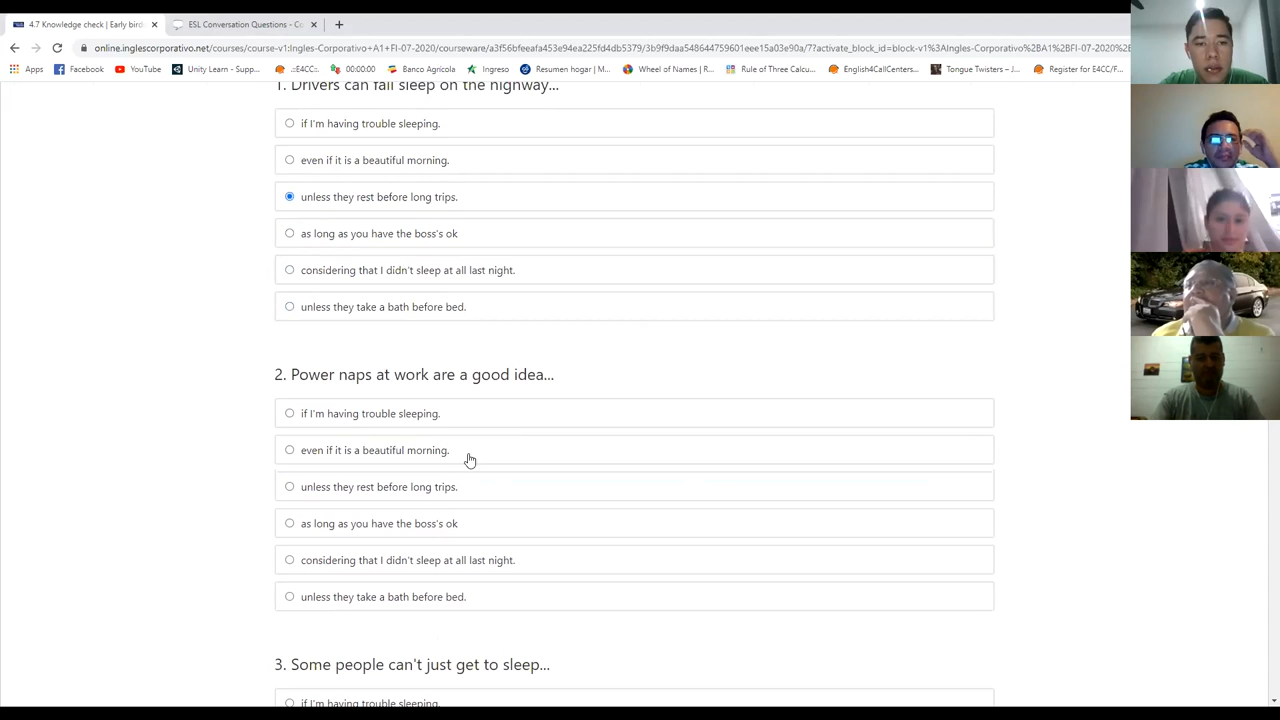 4.7 Knowledge check | Early bird
ESL Conversation Questions - Co
online.inglescorporativo.net/courses/course-v1:Ingles-Corporativo+A1+FI-07-2020/courseware/a3f56bfeefa453e94ea225fd4db5379/3b9f9daa548644759601eee15a03e90a/7?activate_block_id=block-v1%3AIngles-Corporativo%2BA1%2BFI-07-2020%2B
Apps
Facebook
YouTube
Unity Learn - Supp...
.::E4CC:.
00:00:00
Banco Agrícola
Ingreso
Resumen hogar | M...
Wheel of Names | ...
Rule of Three Calcu...
English4CallCenters...
Tongue Twisters – J...
Register for E4CC/F...
1. Drivers can fall sleep on the highway...
if I'm having trouble sleeping.
even if it is a beautiful morning.
unless they rest before long trips.
as long as you have the boss's ok
considering that I didn't sleep at all last night.
unless they take a bath before bed.
2. Power naps at work are a good idea...
if I'm having trouble sleeping.
even if it is a beautiful morning.
unless they rest before long trips.
as long as you have the boss's ok
considering that I didn't sleep at all last night.
unless they take a bath before bed.
3. Some people can't just get to sleep...
if I'm having trouble sleeping.